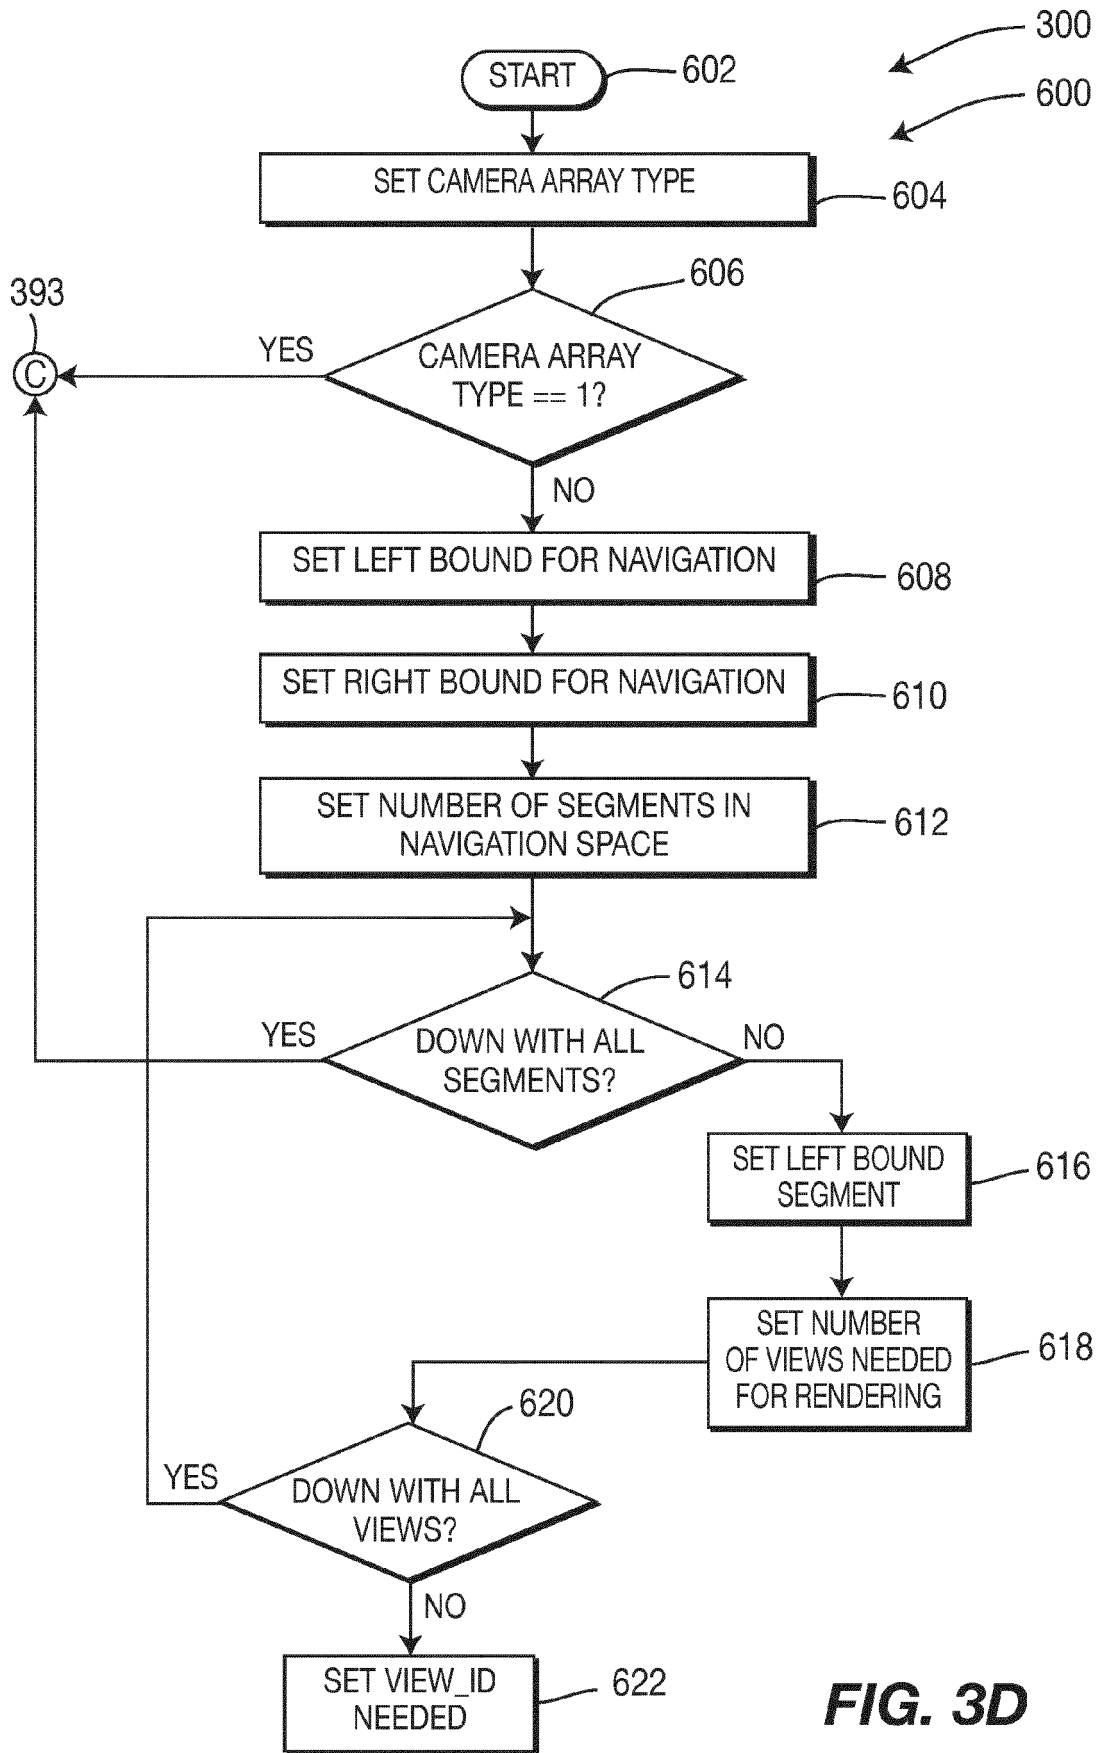 300
START
602
600
SET CAMERA ARRAY TYPE
604
606
393
YES
C
CAMERA ARRAY
TYPE == 1?
NO
SET LEFT BOUND FOR NAVIGATION
608
SET RIGHT BOUND FOR NAVIGATION
610
SET NUMBER OF SEGMENTS IN
NAVIGATION SPACE
612
614
YES
DOWN WITH ALL
SEGMENTS?
NO
SET LEFT BOUND
SEGMENT
616
SET NUMBER
OF VIEWS NEEDED
FOR RENDERING
618
620
YES
DOWN WITH ALL
VIEWS?
NO
SET VIEW_ID
NEEDED
622
FIG. 3D